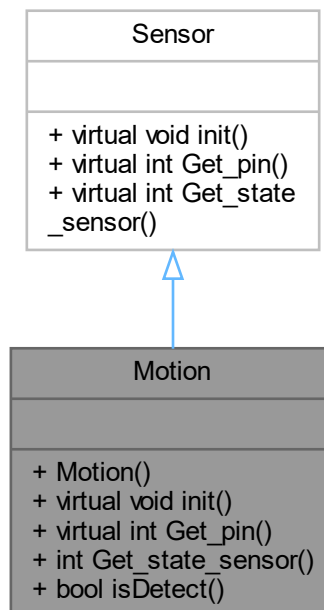 Sensor
+ virtual void init()
+ virtual int Get_pin()
+ virtual int Get_state
_sensor()
Motion
+ Motion()
+ virtual void init()
+ virtual int Get_pin()
+ int Get_state_sensor()
+ bool isDetect()